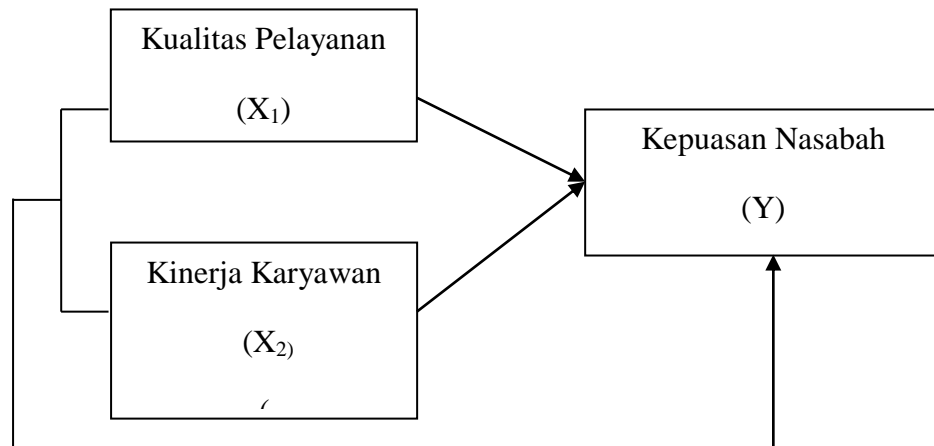 Kualitas Pelayanan
(X₁)
Kepuasan Nasabah
(Y)
Kinerja Karyawan
(X₂)
(